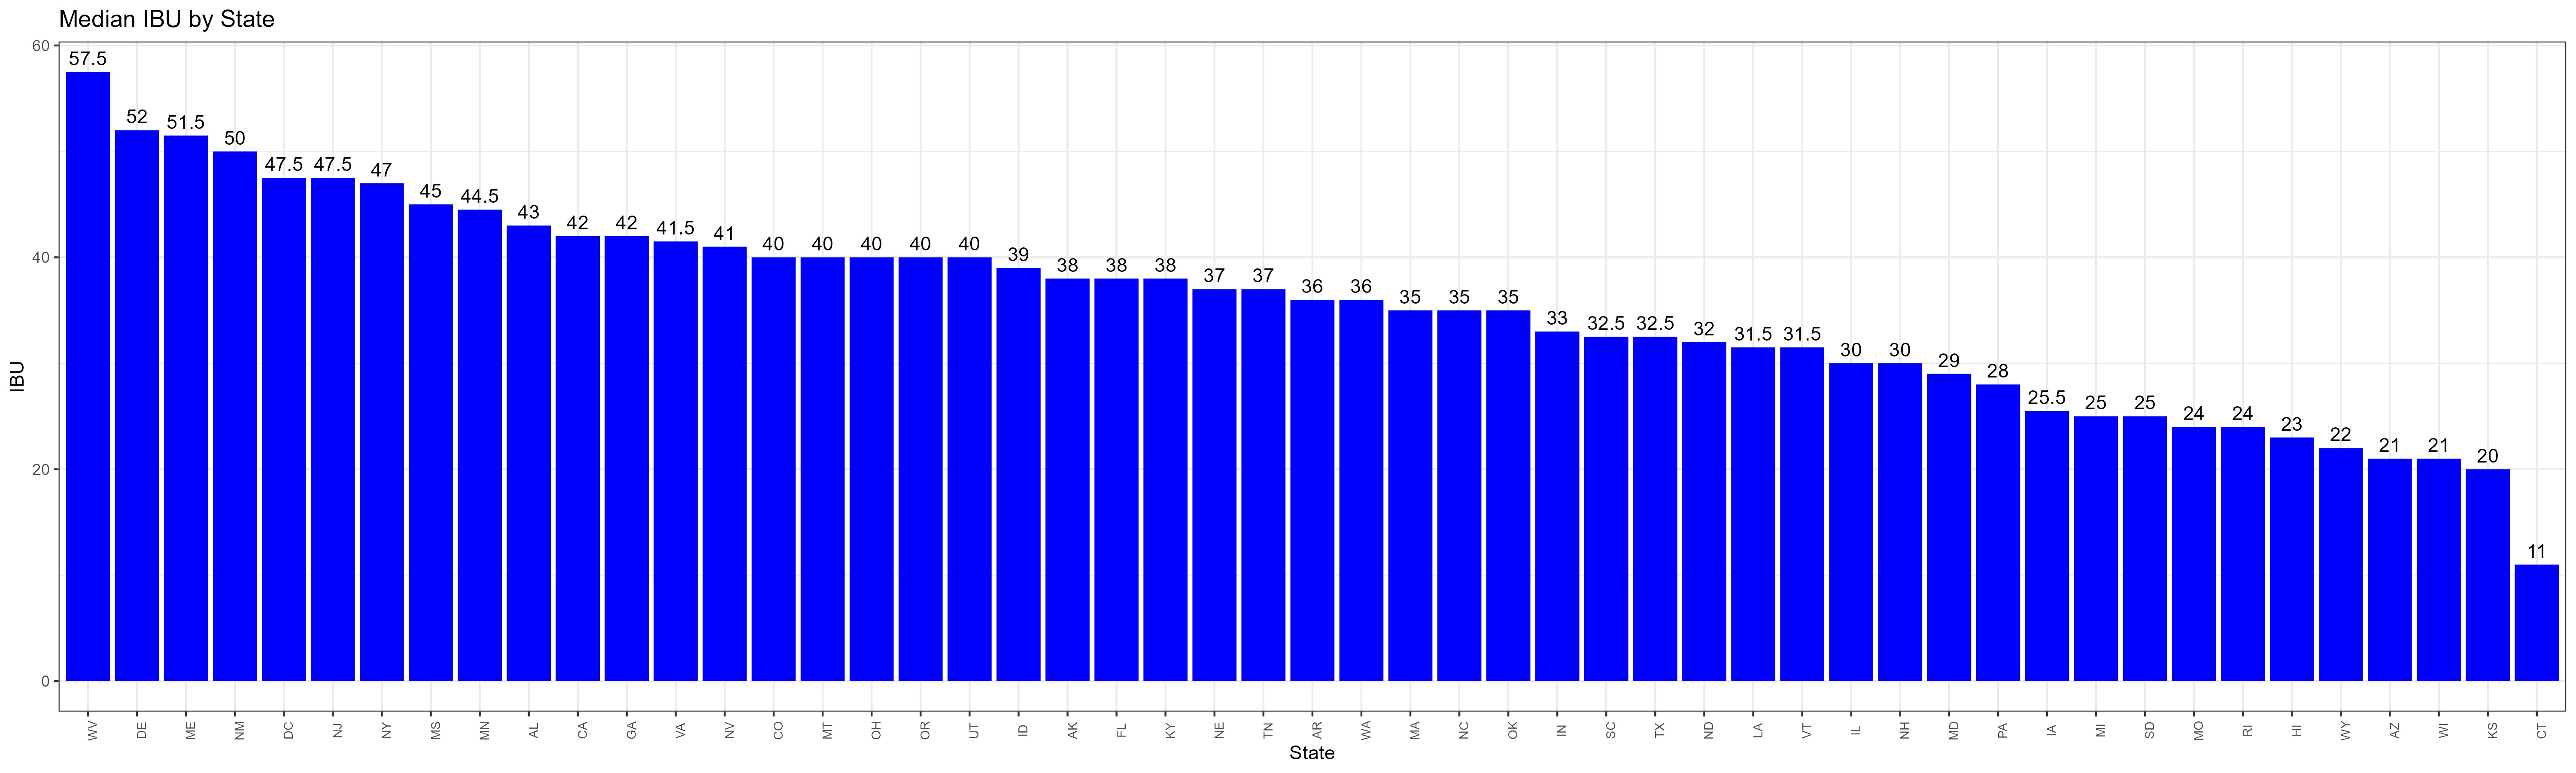 Median IBU by State
60
57.5 52 51.5 50 47.5 47.5 47 45 44.5 43 42 42 41.5 41 40 40 40 40 40 39 38 38 38 37 37 36 36 35 35 35 33 32.5 32.5 32 31.5 31.5 30 30 29 28 25.5 25 25 24 24 23 22 21 21 20 11
40
IBU
20
0
WV DE ME NM DC NJ NY MS MN AL CA GA VA NV CO MT OH OR UT ID AK FL KY NE TN AR WA MA NC OK IN SC TX ND LA VT IL NH MD PA IA MI SD MO RI HI WY AZ WI KS CT
State